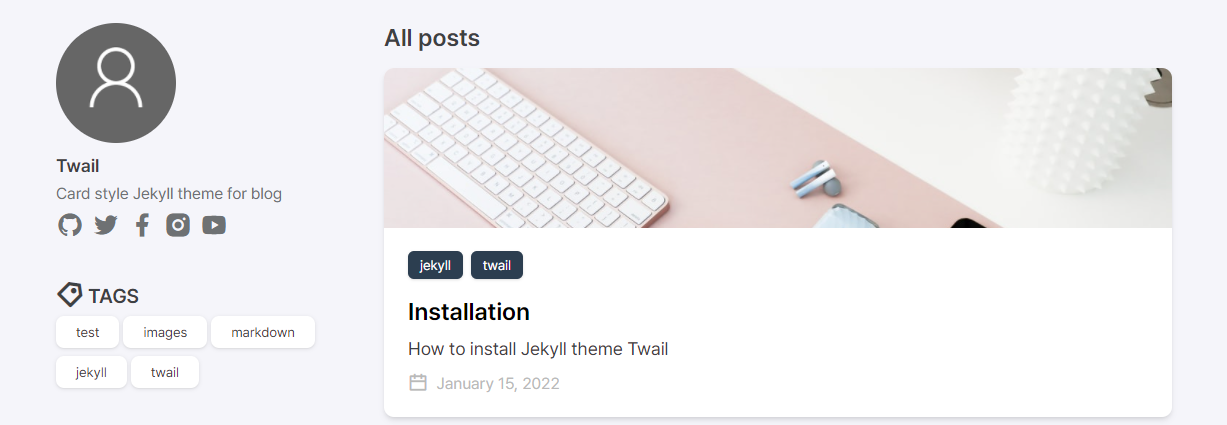 Twail
Card style Jekyll theme for blog
TAGS
test images markdown
jekyll twail
All posts
jekyll twail
Installation
How to install Jekyll theme Twail
January 15, 2022